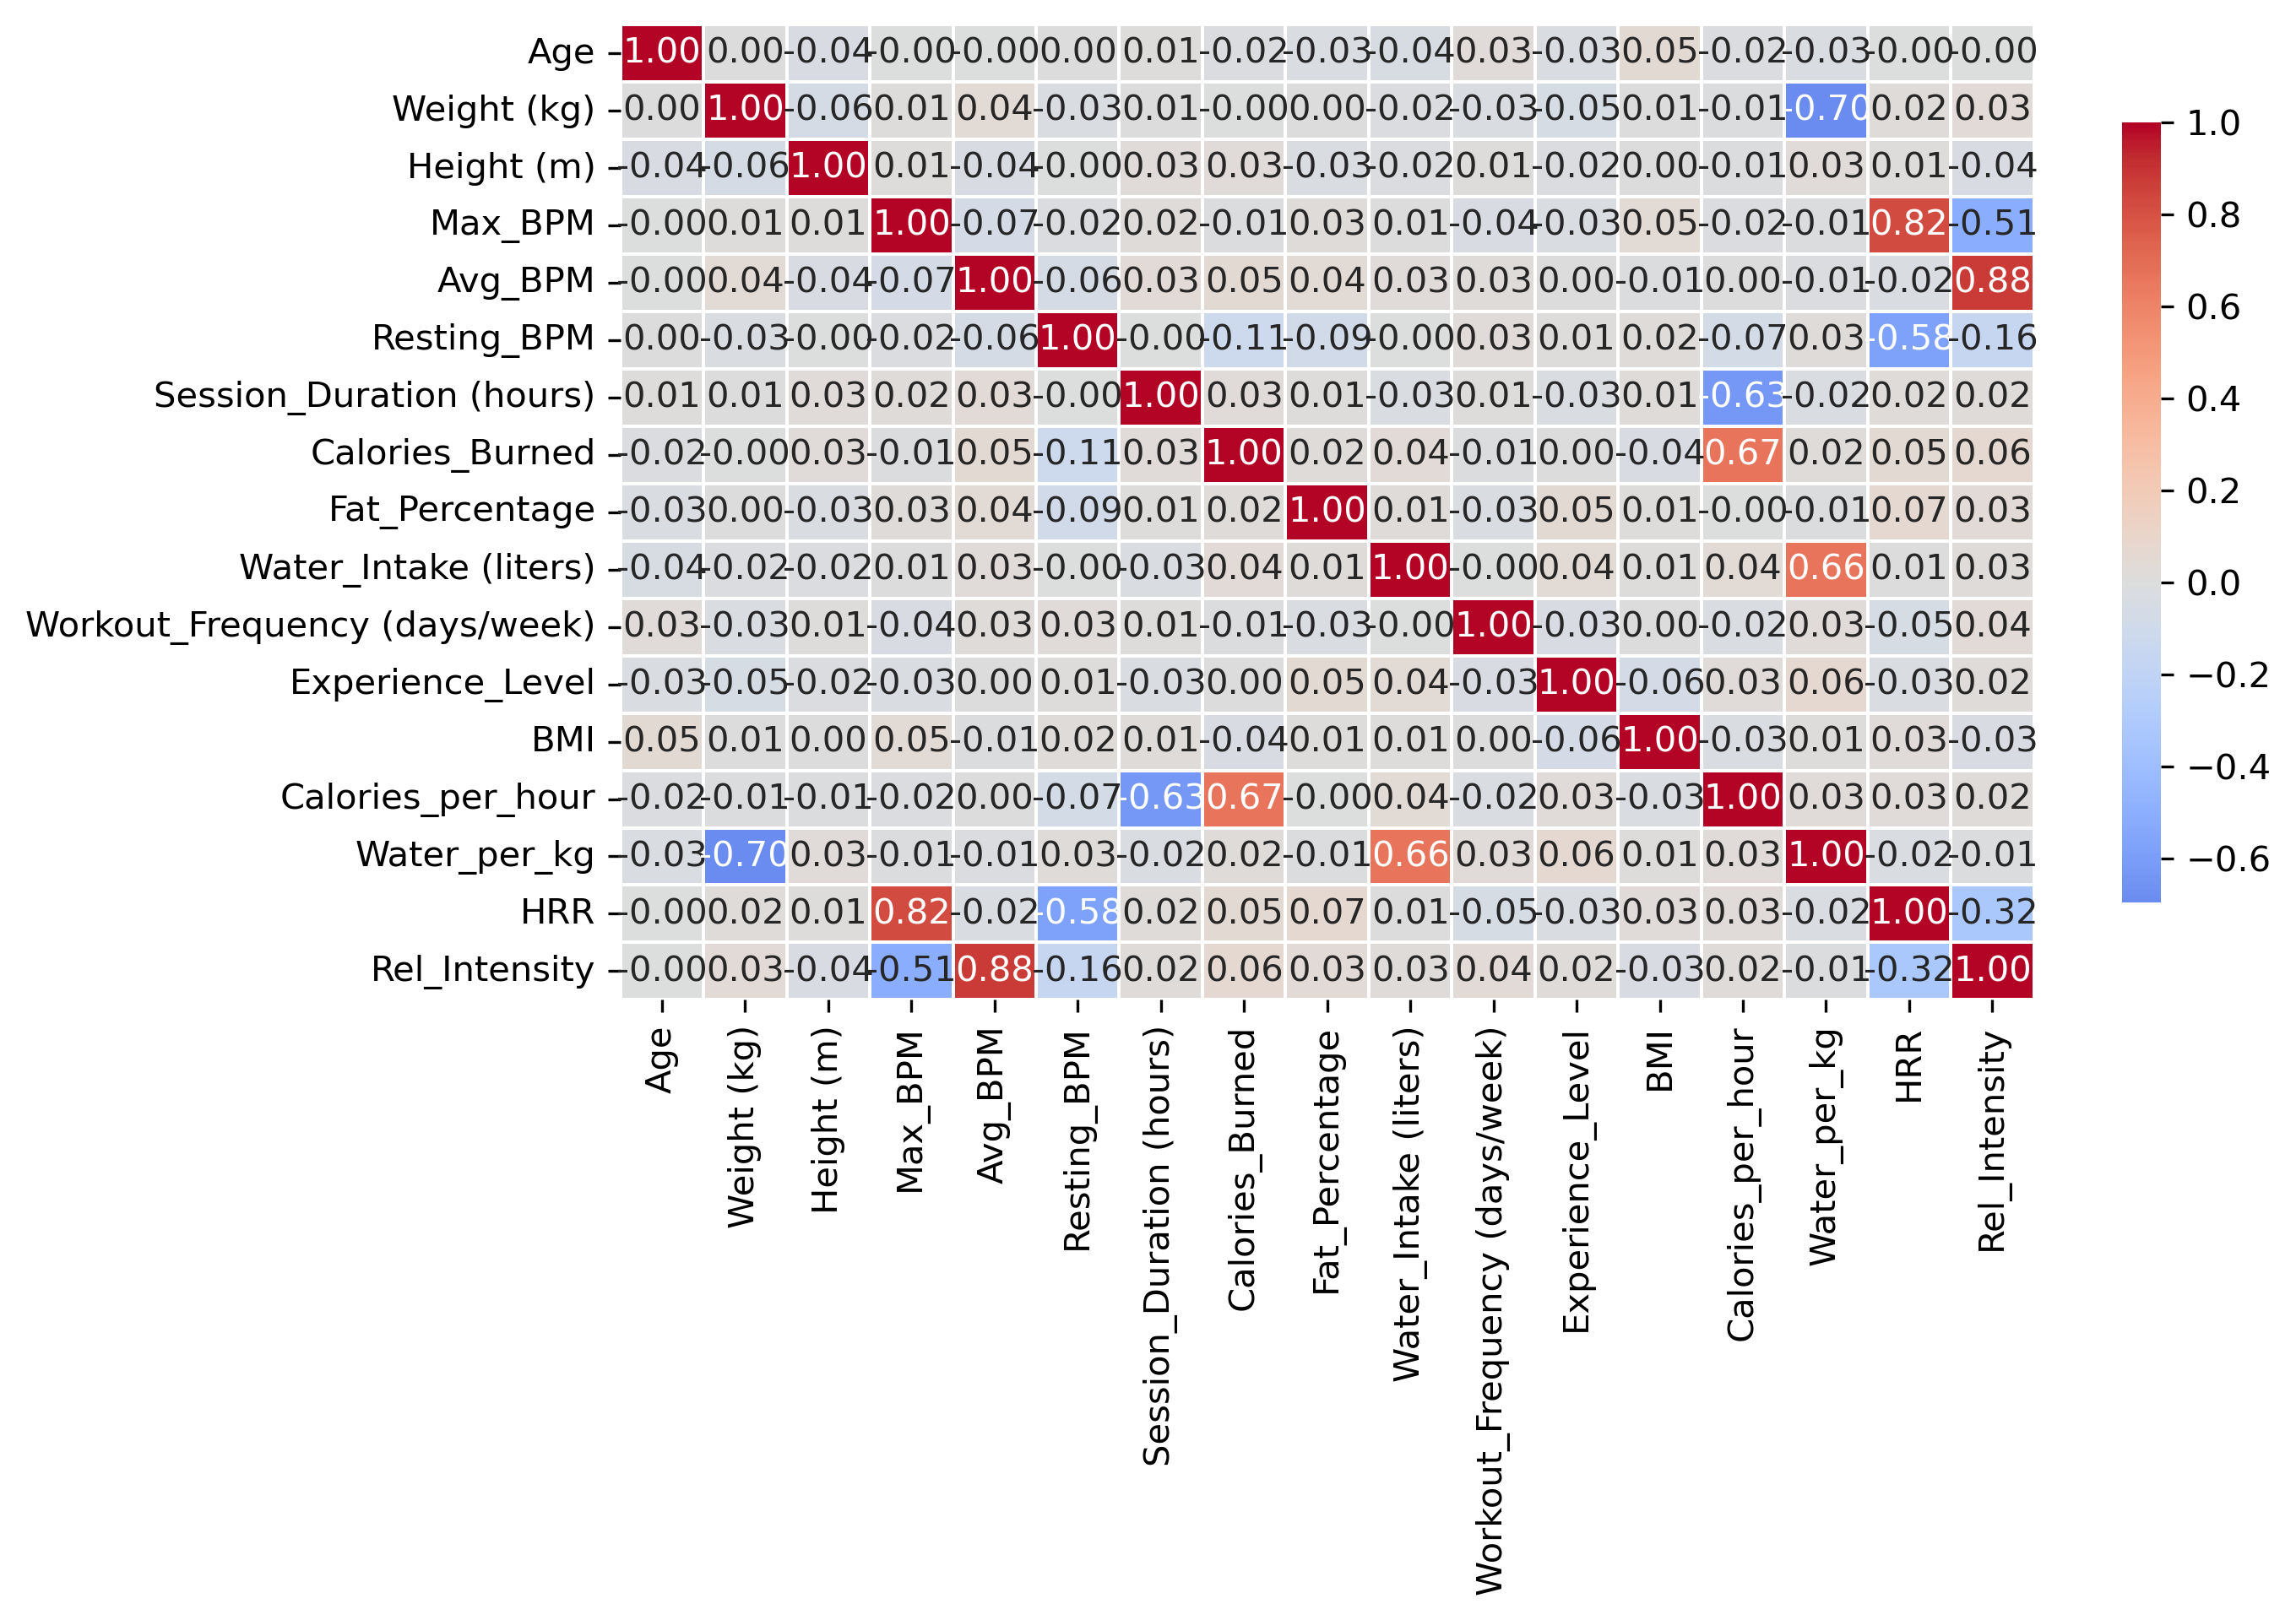 Age 1.00 0.00 -0.04 -0.00 -0.00 0.00 0.01 -0.02 -0.03 -0.04 0.03 -0.03 0.05 -0.02 -0.03 -0.00 -0.00
Weight (kg) 0.00 1.00 -0.06 0.01 0.04 -0.03 0.01 -0.00 0.00 -0.02 -0.03 -0.05 0.01 -0.01 -0.70 0.02 0.03
Height (m) -0.04 -0.06 1.00 0.01 -0.04 -0.00 0.03 0.03 -0.03 -0.02 0.01 -0.02 0.00 -0.01 0.03 0.01 -0.04
Max_BPM -0.00 0.01 0.01 1.00 -0.07 -0.02 0.02 -0.01 0.03 0.01 -0.04 -0.03 0.05 -0.02 -0.01 0.82 -0.51
Avg_BPM -0.00 0.04 -0.04 -0.07 1.00 -0.06 0.03 0.05 0.04 0.03 0.03 0.00 -0.01 0.00 -0.01 -0.02 0.88
Resting_BPM 0.00 -0.03 -0.00 -0.02 -0.06 1.00 -0.00 -0.11 -0.09 -0.00 0.03 0.01 0.02 -0.07 0.03 -0.58 -0.16
Session_Duration (hours) 0.01 0.01 0.03 0.02 0.03 -0.00 1.00 0.03 0.01 -0.03 0.01 -0.03 0.01 -0.63 -0.02 0.02 0.02
Calories_Burned -0.02 -0.00 0.03 -0.01 0.05 -0.11 0.03 1.00 0.02 0.04 -0.01 0.00 -0.04 0.67 0.02 0.05 0.06
Fat_Percentage -0.03 0.00 -0.03 0.03 0.04 -0.09 0.01 0.02 1.00 0.01 -0.03 0.05 0.01 -0.00 -0.01 0.07 0.03
Water_Intake (liters) -0.04 -0.02 -0.02 0.01 0.03 -0.00 -0.03 0.04 0.01 1.00 -0.00 0.04 0.01 0.04 0.66 0.01 0.03
Workout_Frequency (days/week) 0.03 -0.03 0.01 -0.04 0.03 0.03 0.01 -0.01 -0.03 -0.00 1.00 -0.03 0.00 -0.02 0.03 -0.05 0.04
Experience_Level -0.03 -0.05 -0.02 -0.03 0.00 0.01 -0.03 0.00 0.05 0.04 -0.03 1.00 -0.06 0.03 0.06 -0.03 0.02
BMI 0.05 0.01 0.00 0.05 -0.01 0.02 0.01 -0.04 0.01 0.01 0.00 -0.06 1.00 -0.03 0.01 0.03 -0.03
Calories_per_hour -0.02 -0.01 -0.01 -0.02 0.00 -0.07 -0.63 0.67 -0.00 0.04 -0.02 0.03 -0.03 1.00 0.03 0.03 0.02
Water_per_kg -0.03 -0.70 0.03 -0.01 -0.01 0.03 -0.02 0.02 -0.01 0.66 0.03 0.06 0.01 0.03 1.00 -0.02 -0.01
HRR -0.00 0.02 0.01 0.82 -0.02 -0.58 0.02 0.05 0.07 0.01 -0.05 -0.03 0.03 0.03 -0.02 1.00 -0.32
Rel_Intensity -0.00 0.03 -0.04 -0.51 0.88 -0.16 0.02 0.06 0.03 0.03 0.04 0.02 -0.03 0.02 -0.01 -0.32 1.00
Age
Weight (kg)
Height (m)
Max_BPM
Avg_BPM
Resting_BPM
Session_Duration (hours)
Calories_Burned
Fat_Percentage
Water_Intake (liters)
Workout_Frequency (days/week)
Experience_Level
BMI
Calories_per_hour
Water_per_kg
HRR
Rel_Intensity
1.0
0.8
0.6
0.4
0.2
0.0
−0.2
−0.4
−0.6